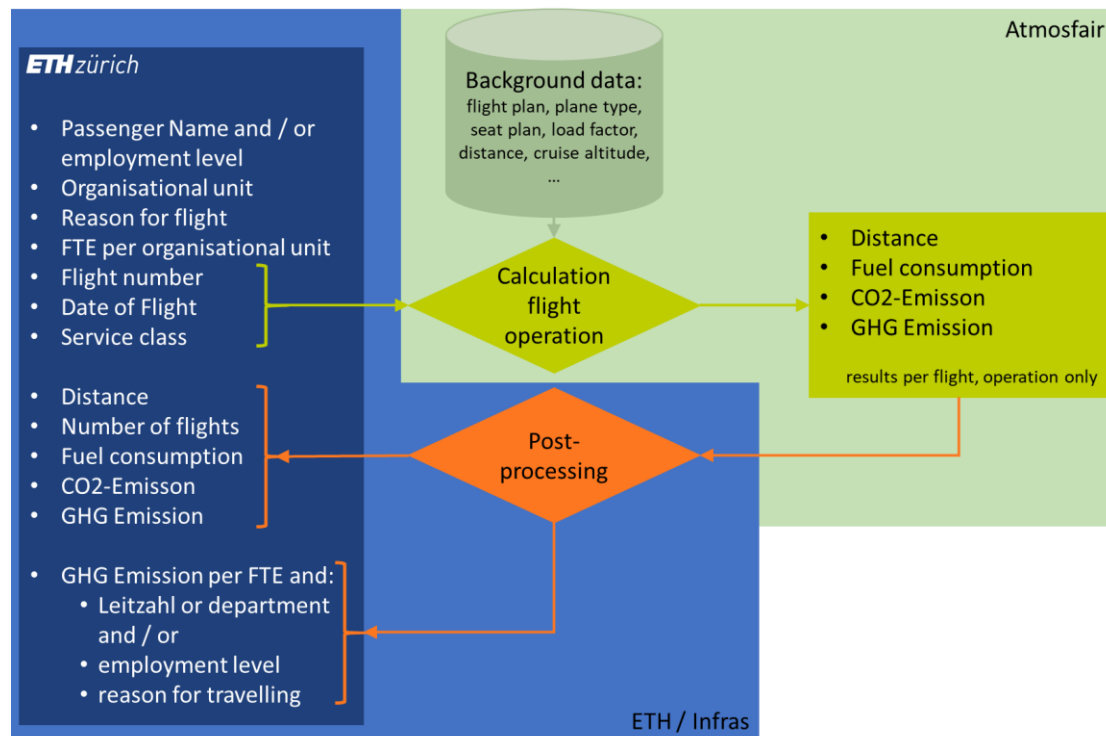 Atmosfair
ETH zürich
• Passenger Name and / or
employment level
• Organisational unit
• Reason for flight
• FTE per organisational unit
• Flight number
• Date of Flight
• Service class
Background data:
flight plan, plane type,
seat plan, load factor,
distance, cruise altitude,
...
Calculation
flight
operation
• Distance
• Fuel consumption
• CO2-Emisson
• GHG Emission
results per flight, operation only
Post-
processing
• Distance
• Number of flights
• Fuel consumption
• CO2-Emisson
• GHG Emission
• GHG Emission per FTE and:
• Leitzahl or department
and / or
• employment level
• reason for travelling
ETH / Infras